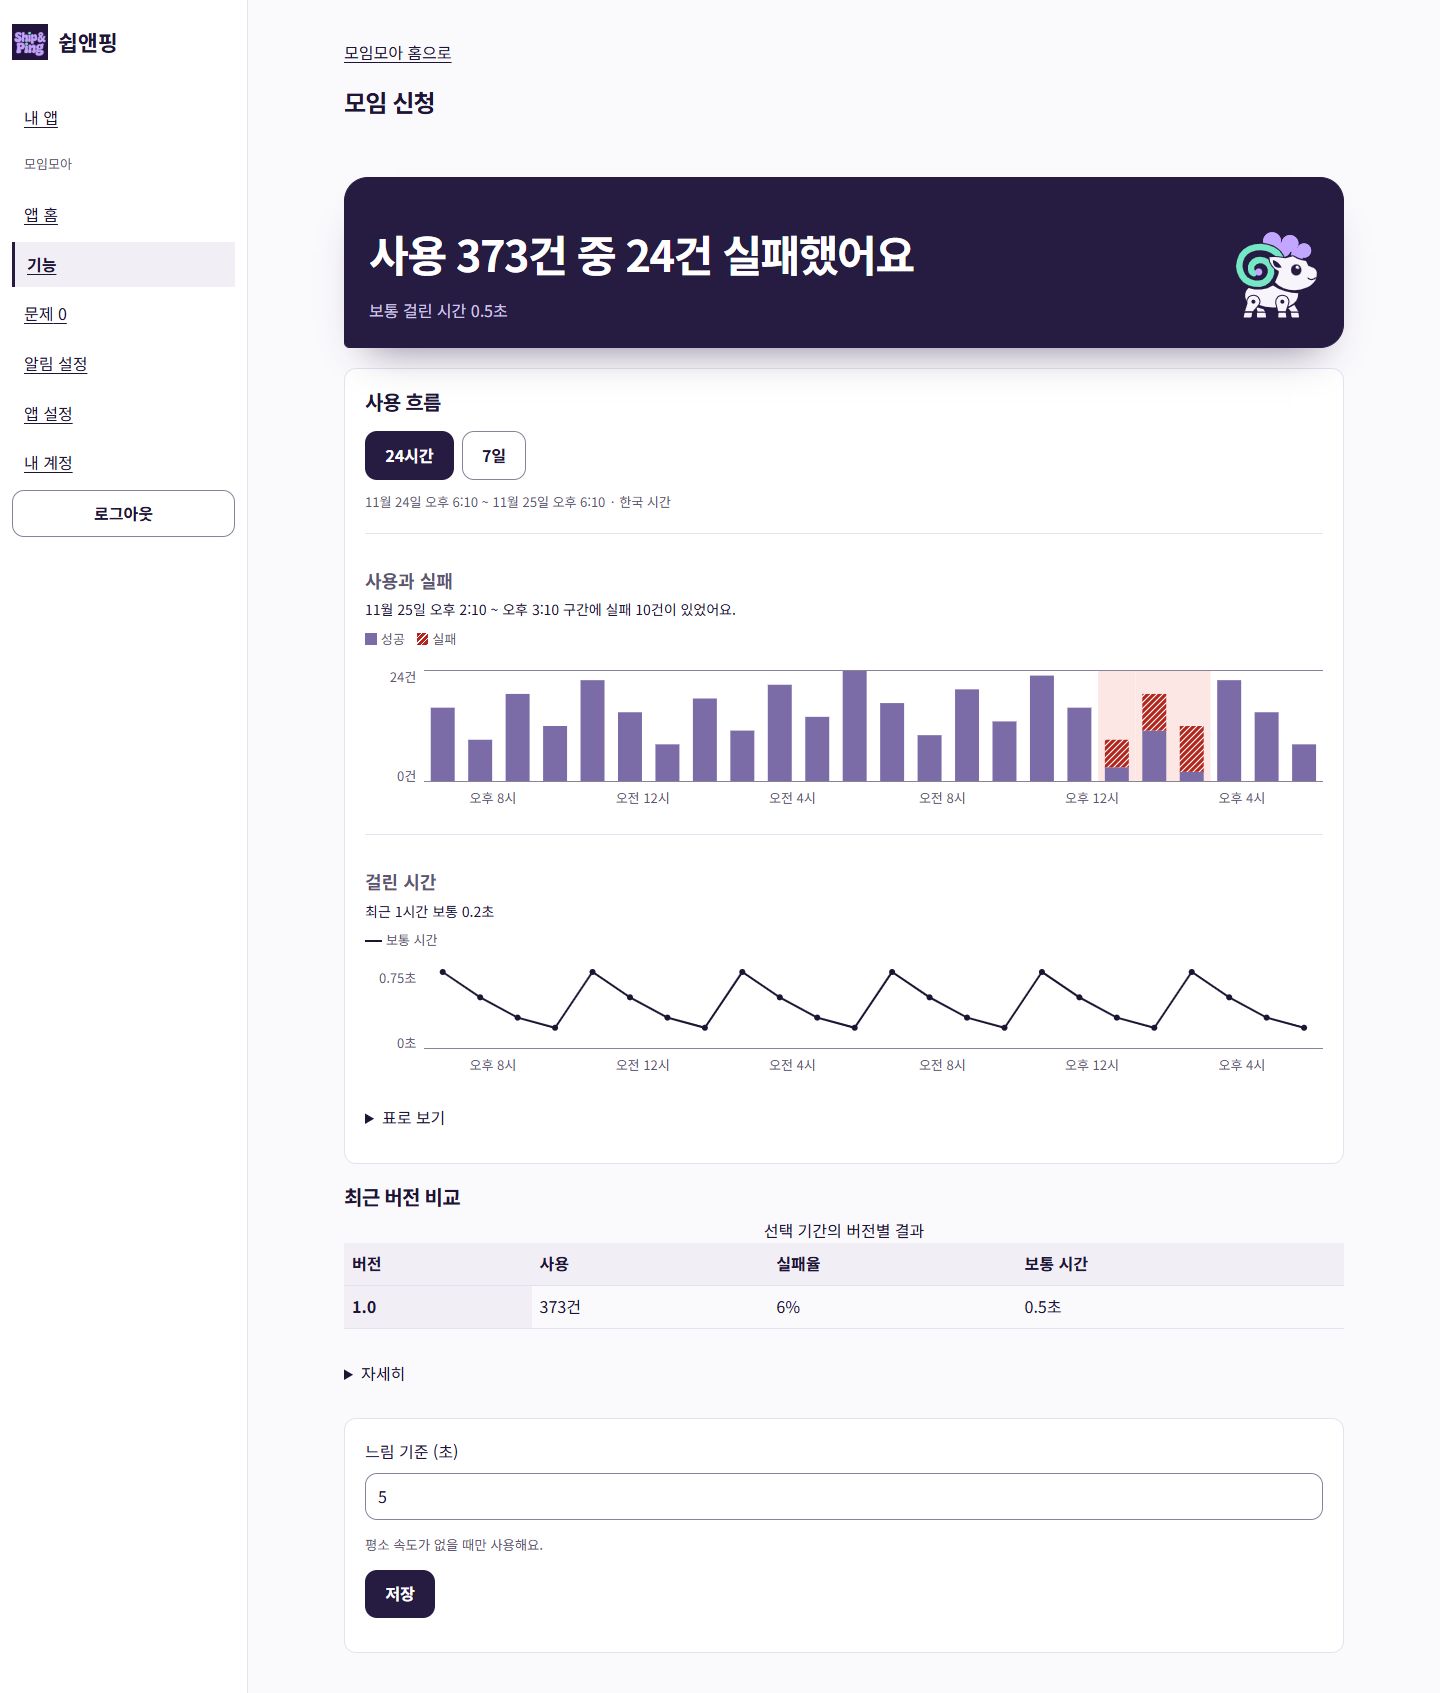 Ship&
Ping
쉽앤핑
내 앱
모임모아
앱 홈
기능
문제 0
알림 설정
앱 설정
내 계정
로그아웃
모임모아 홈으로
모임 신청
사용 373건 중 24건 실패했어요
보통 걸린 시간 0.5초
사용 흐름
24시간 7일
11월 24일 오후 6:10 ~ 11월 25일 오후 6:10 · 한국 시간
사용과 실패
11월 25일 오후 2:10 ~ 오후 3:10 구간에 실패 10건이 있었어요.
성공 실패
24건
0건
오후 8시 오전 12시 오전 4시 오전 8시 오후 12시 오후 4시
걸린 시간
최근 1시간 보통 0.2초
보통 시간
0.75초
0초
오후 8시 오전 12시 오전 4시 오전 8시 오후 12시 오후 4시
▶ 표로 보기
최근 버전 비교
선택 기간의 버전별 결과
버전 사용 실패율 보통 시간
1.0 373건 6% 0.5초
▶ 자세히
느림 기준 (초)
5
평소 속도가 없을 때만 사용해요.
저장